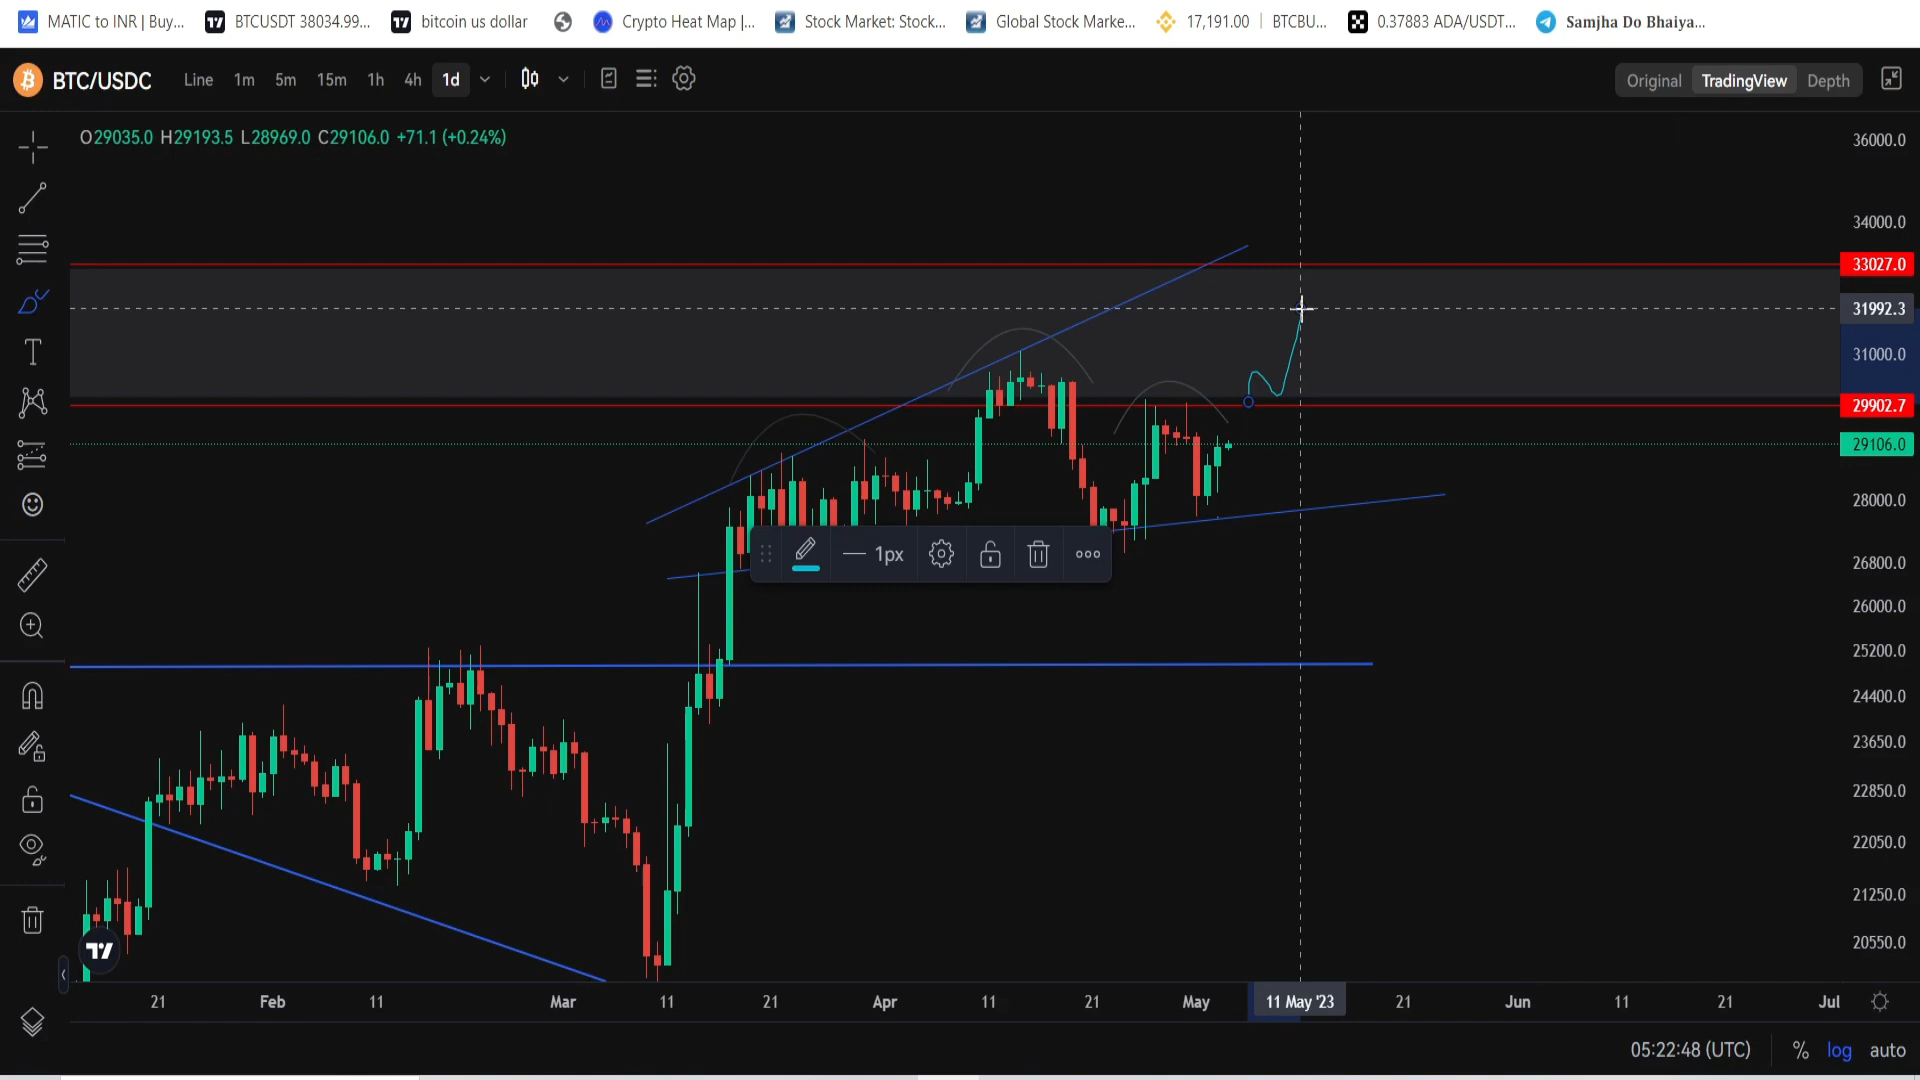 MATIC to INR | Buy... BTCUSDT 38034.99... bitcoin us dollar Crypto Heat Map |... Stock Market: Stock... Global Stock Marke... 17,191.00 | BTCBU... 0.37883 ADA/USDT... Samjha Do Bhaiya...
BTC/USDC Line 1m 5m 15m 1h 4h 1d Original TradingView Depth
O29035.0 H29193.5 L28969.0 C29106.0 +71.1 (+0.24%)
36000.0
34000.0
33027.0
31992.3
31000.0
29902.7
29106.0
28000.0
1px
26800.0
26000.0
25200.0
24400.0
23650.0
22850.0
22050.0
21250.0
20550.0
21 Feb 11 Mar 11 21 Apr 11 21 May 11 May '23 21 Jun 11 21 Jul
05:22:48 (UTC) % log auto